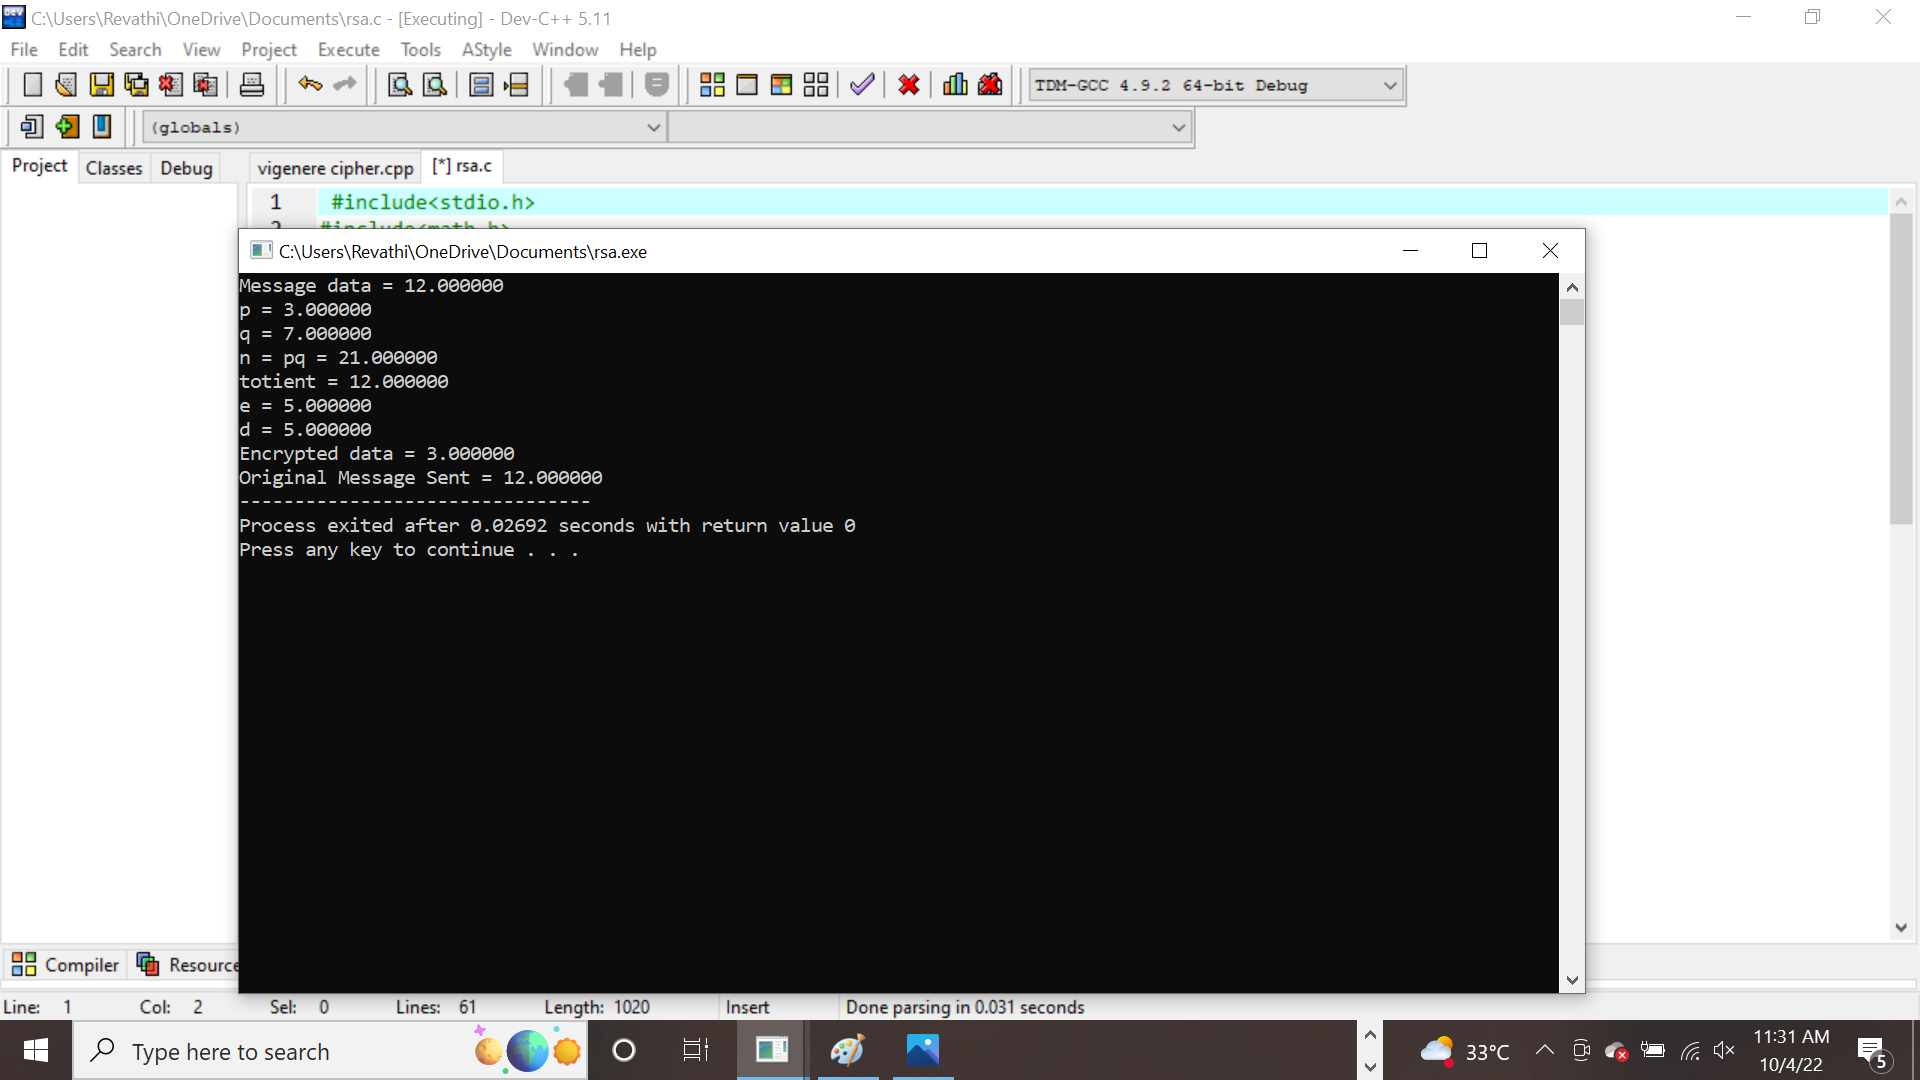 C:\Users\Revathi\OneDrive\Documents\rsa.c - [Executing] - Dev-C++ 5.11
File Edit Search View Project Execute Tools AStyle Window Help
TDM-GCC 4.9.2 64-bit Debug
(globals)
Project Classes Debug vigenere cipher.cpp [*] rsa.c
1 #include<stdio.h>
2 #include<math.h>
C:\Users\Revathi\OneDrive\Documents\rsa.exe
Message data = 12.000000
p = 3.000000
q = 7.000000
n = pq = 21.000000
totient = 12.000000
e = 5.000000
d = 5.000000
Encrypted data = 3.000000
Original Message Sent = 12.000000
--------------------------------
Process exited after 0.02692 seconds with return value 0
Press any key to continue . . .
Compiler Resource
Line: 1 Col: 2 Sel: 0 Lines: 61 Length: 1020 Insert Done parsing in 0.031 seconds
Type here to search
33°C
11:31 AM
10/4/22
5